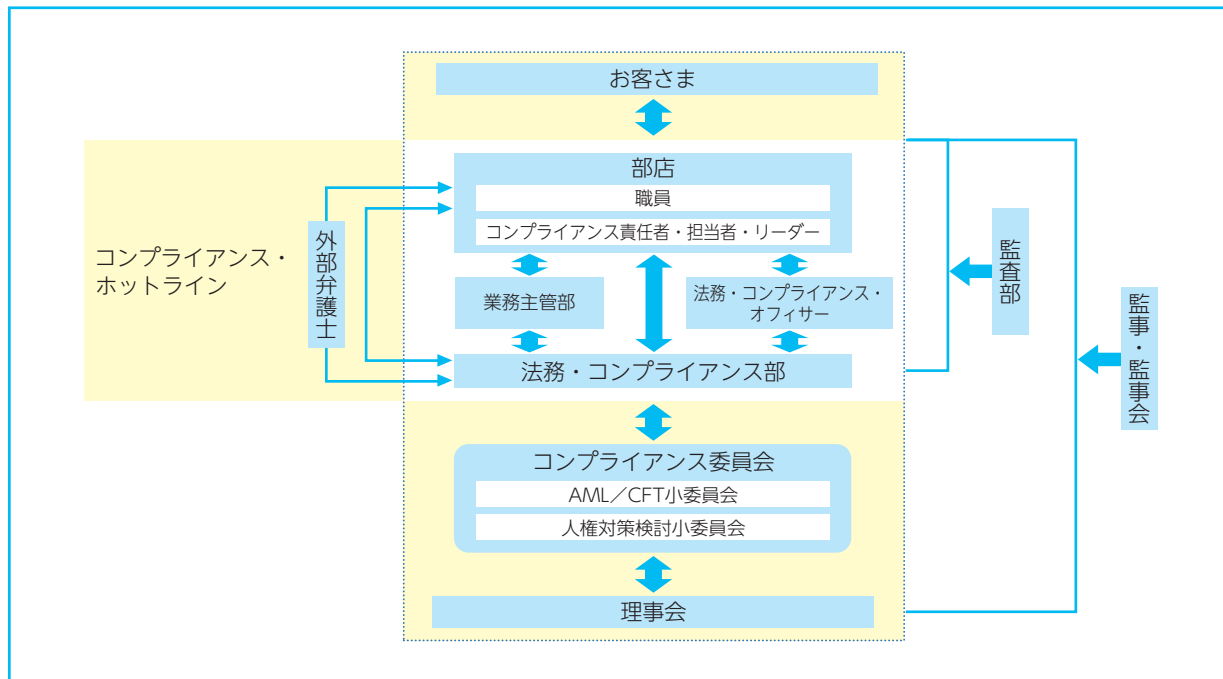 お客さま
部店
職員
コンプライアンス責任者・担当者・リーダー
コンプライアンス・
ホットライン
外部弁護士
業務主管部
法務・コンプライアンス・
オフィサー
法務・コンプライアンス部
監査部
監事・監事会
コンプライアンス委員会
AML／CFT小委員会
人権対策検討小委員会
理事会